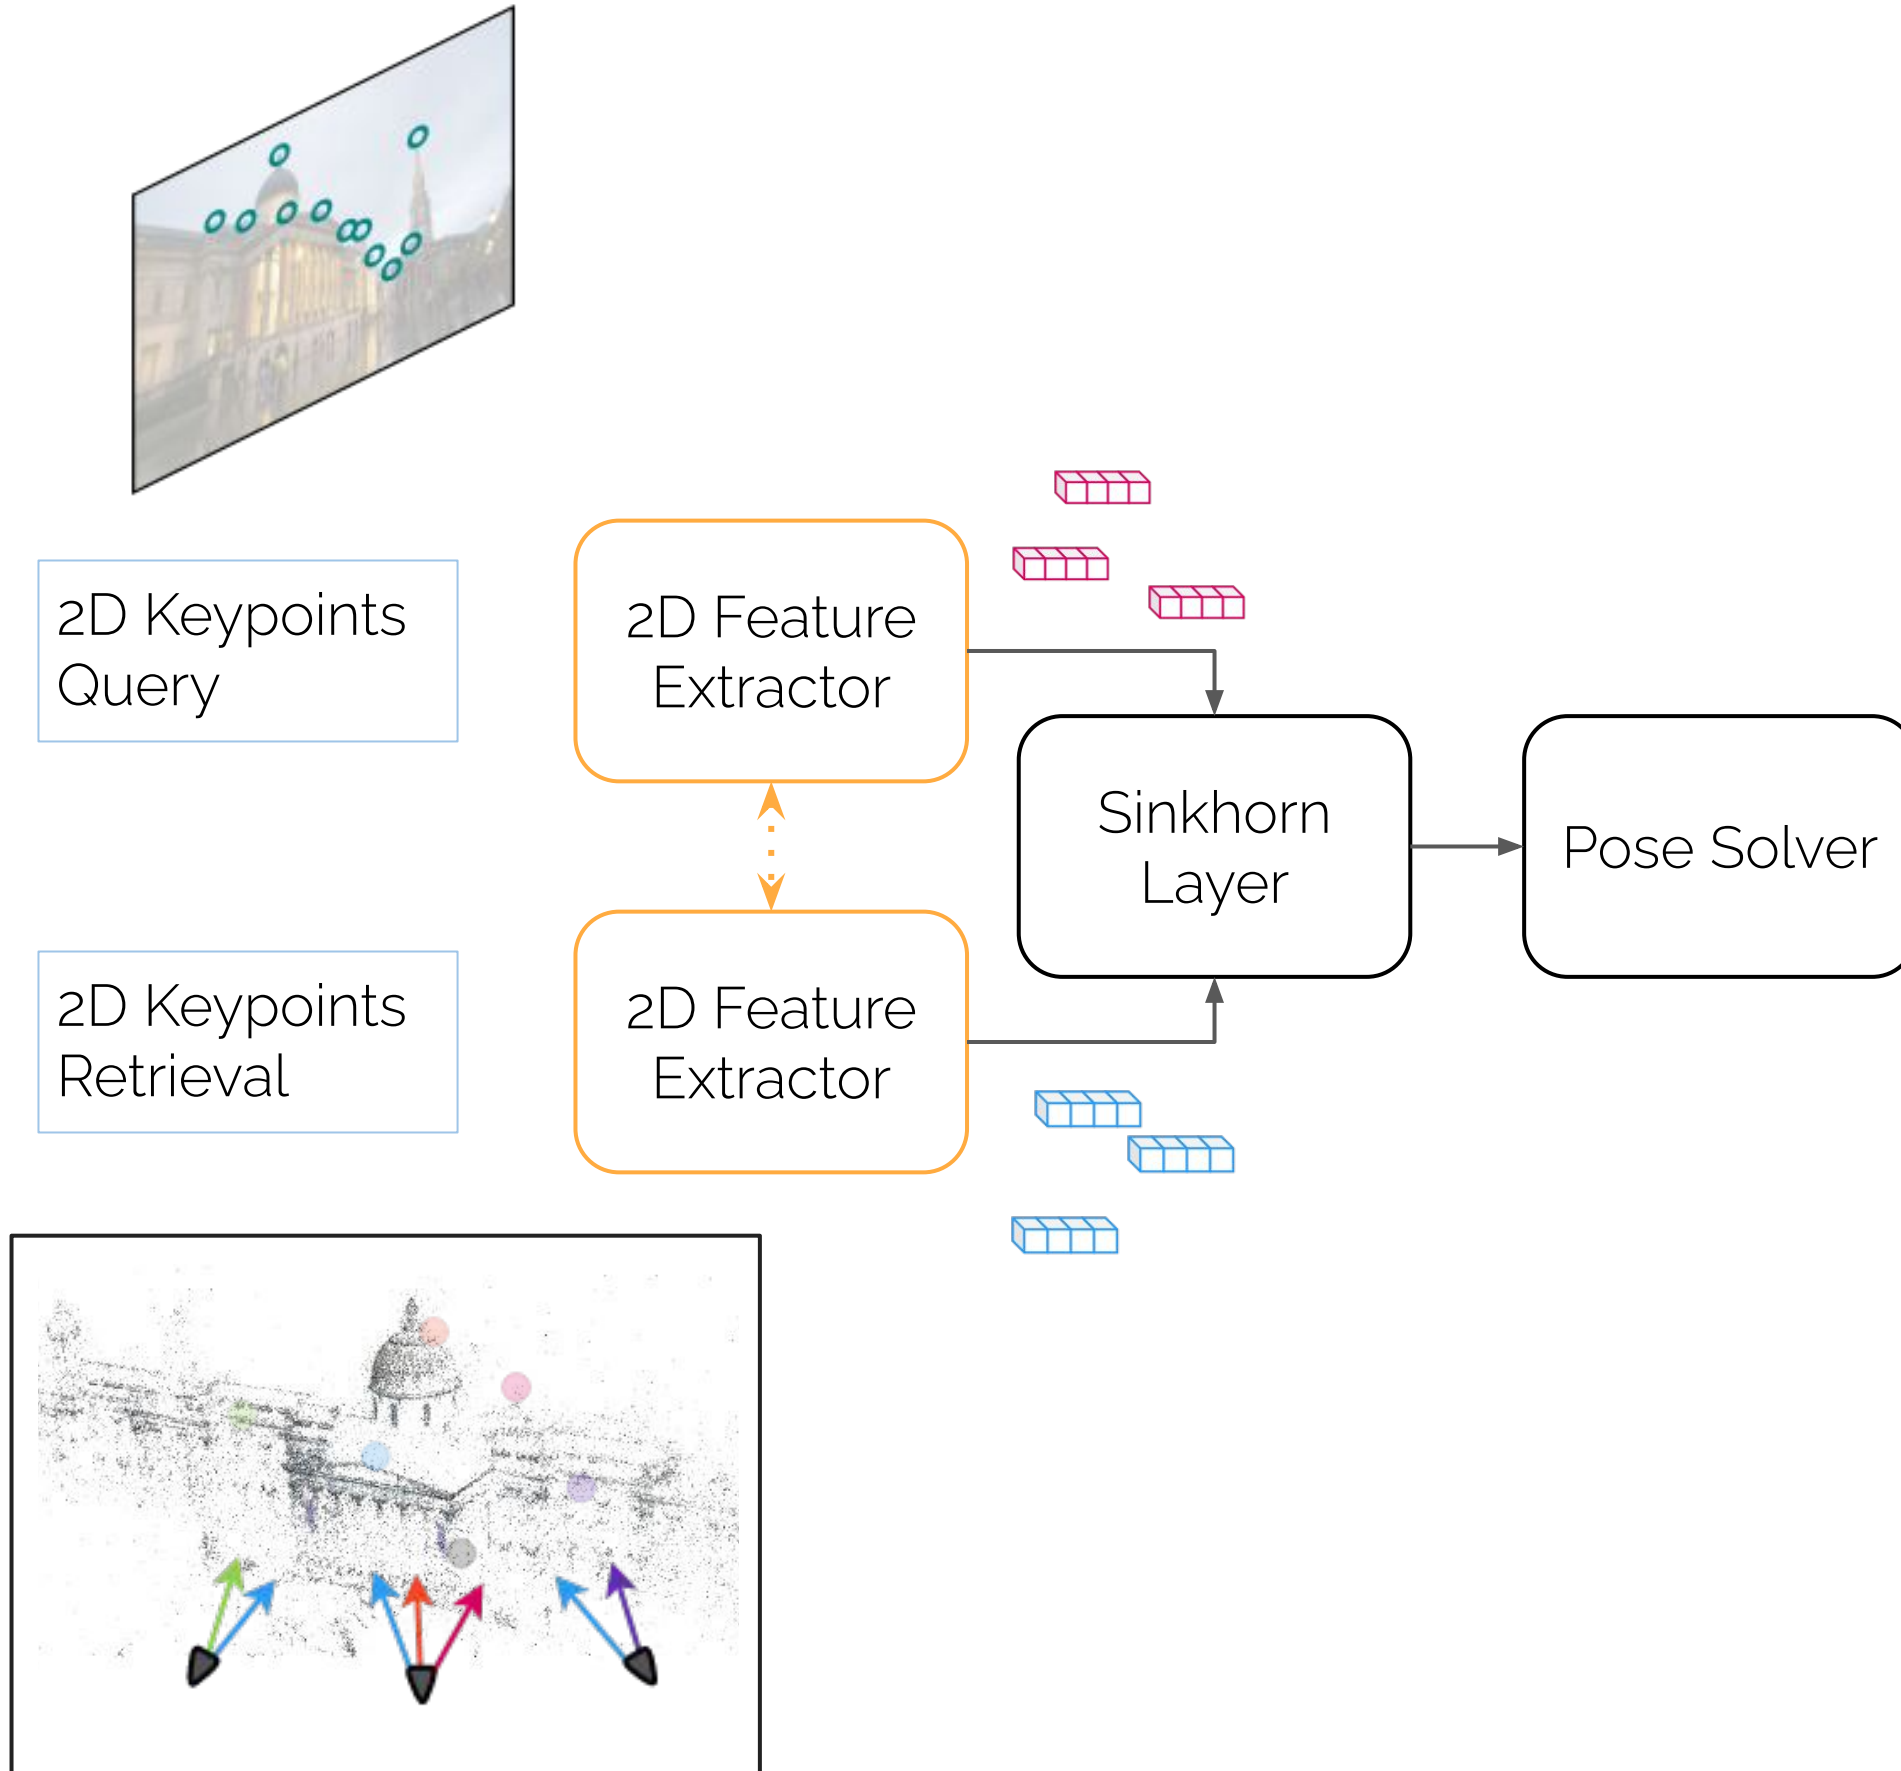 2D Keypoints
Query
2D Feature
Extractor
Sinkhorn
Layer
Pose Solver
2D Keypoints
Retrieval
2D Feature
Extractor